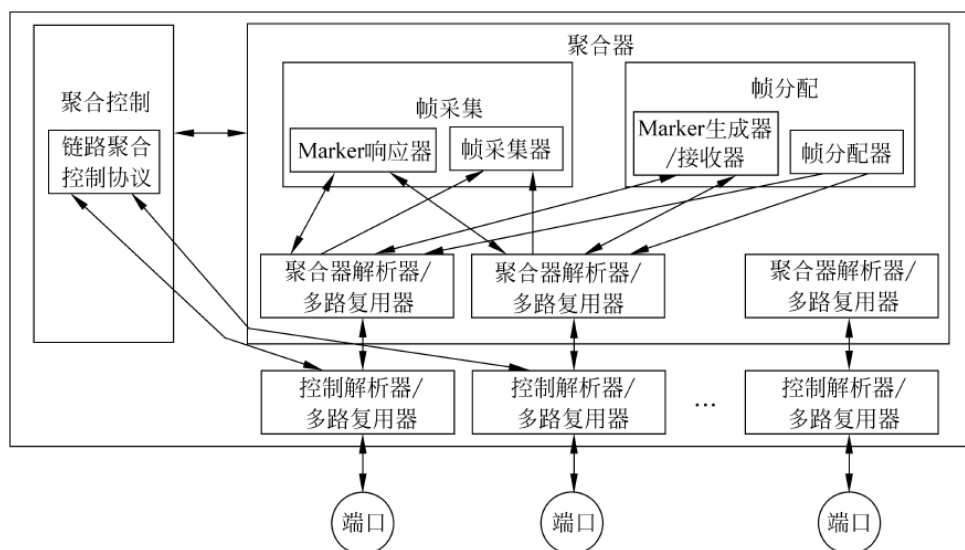 聚合器
聚合控制
链路聚合
控制协议
帧采集
Marker响应器
帧采集器
帧分配
Marker生成器
/接收器
帧分配器
聚合器解析器/
多路复用器
聚合器解析器/
多路复用器
聚合器解析器/
多路复用器
控制解析器/
多路复用器
控制解析器/
多路复用器
...
控制解析器/
多路复用器
端口
端口
端口